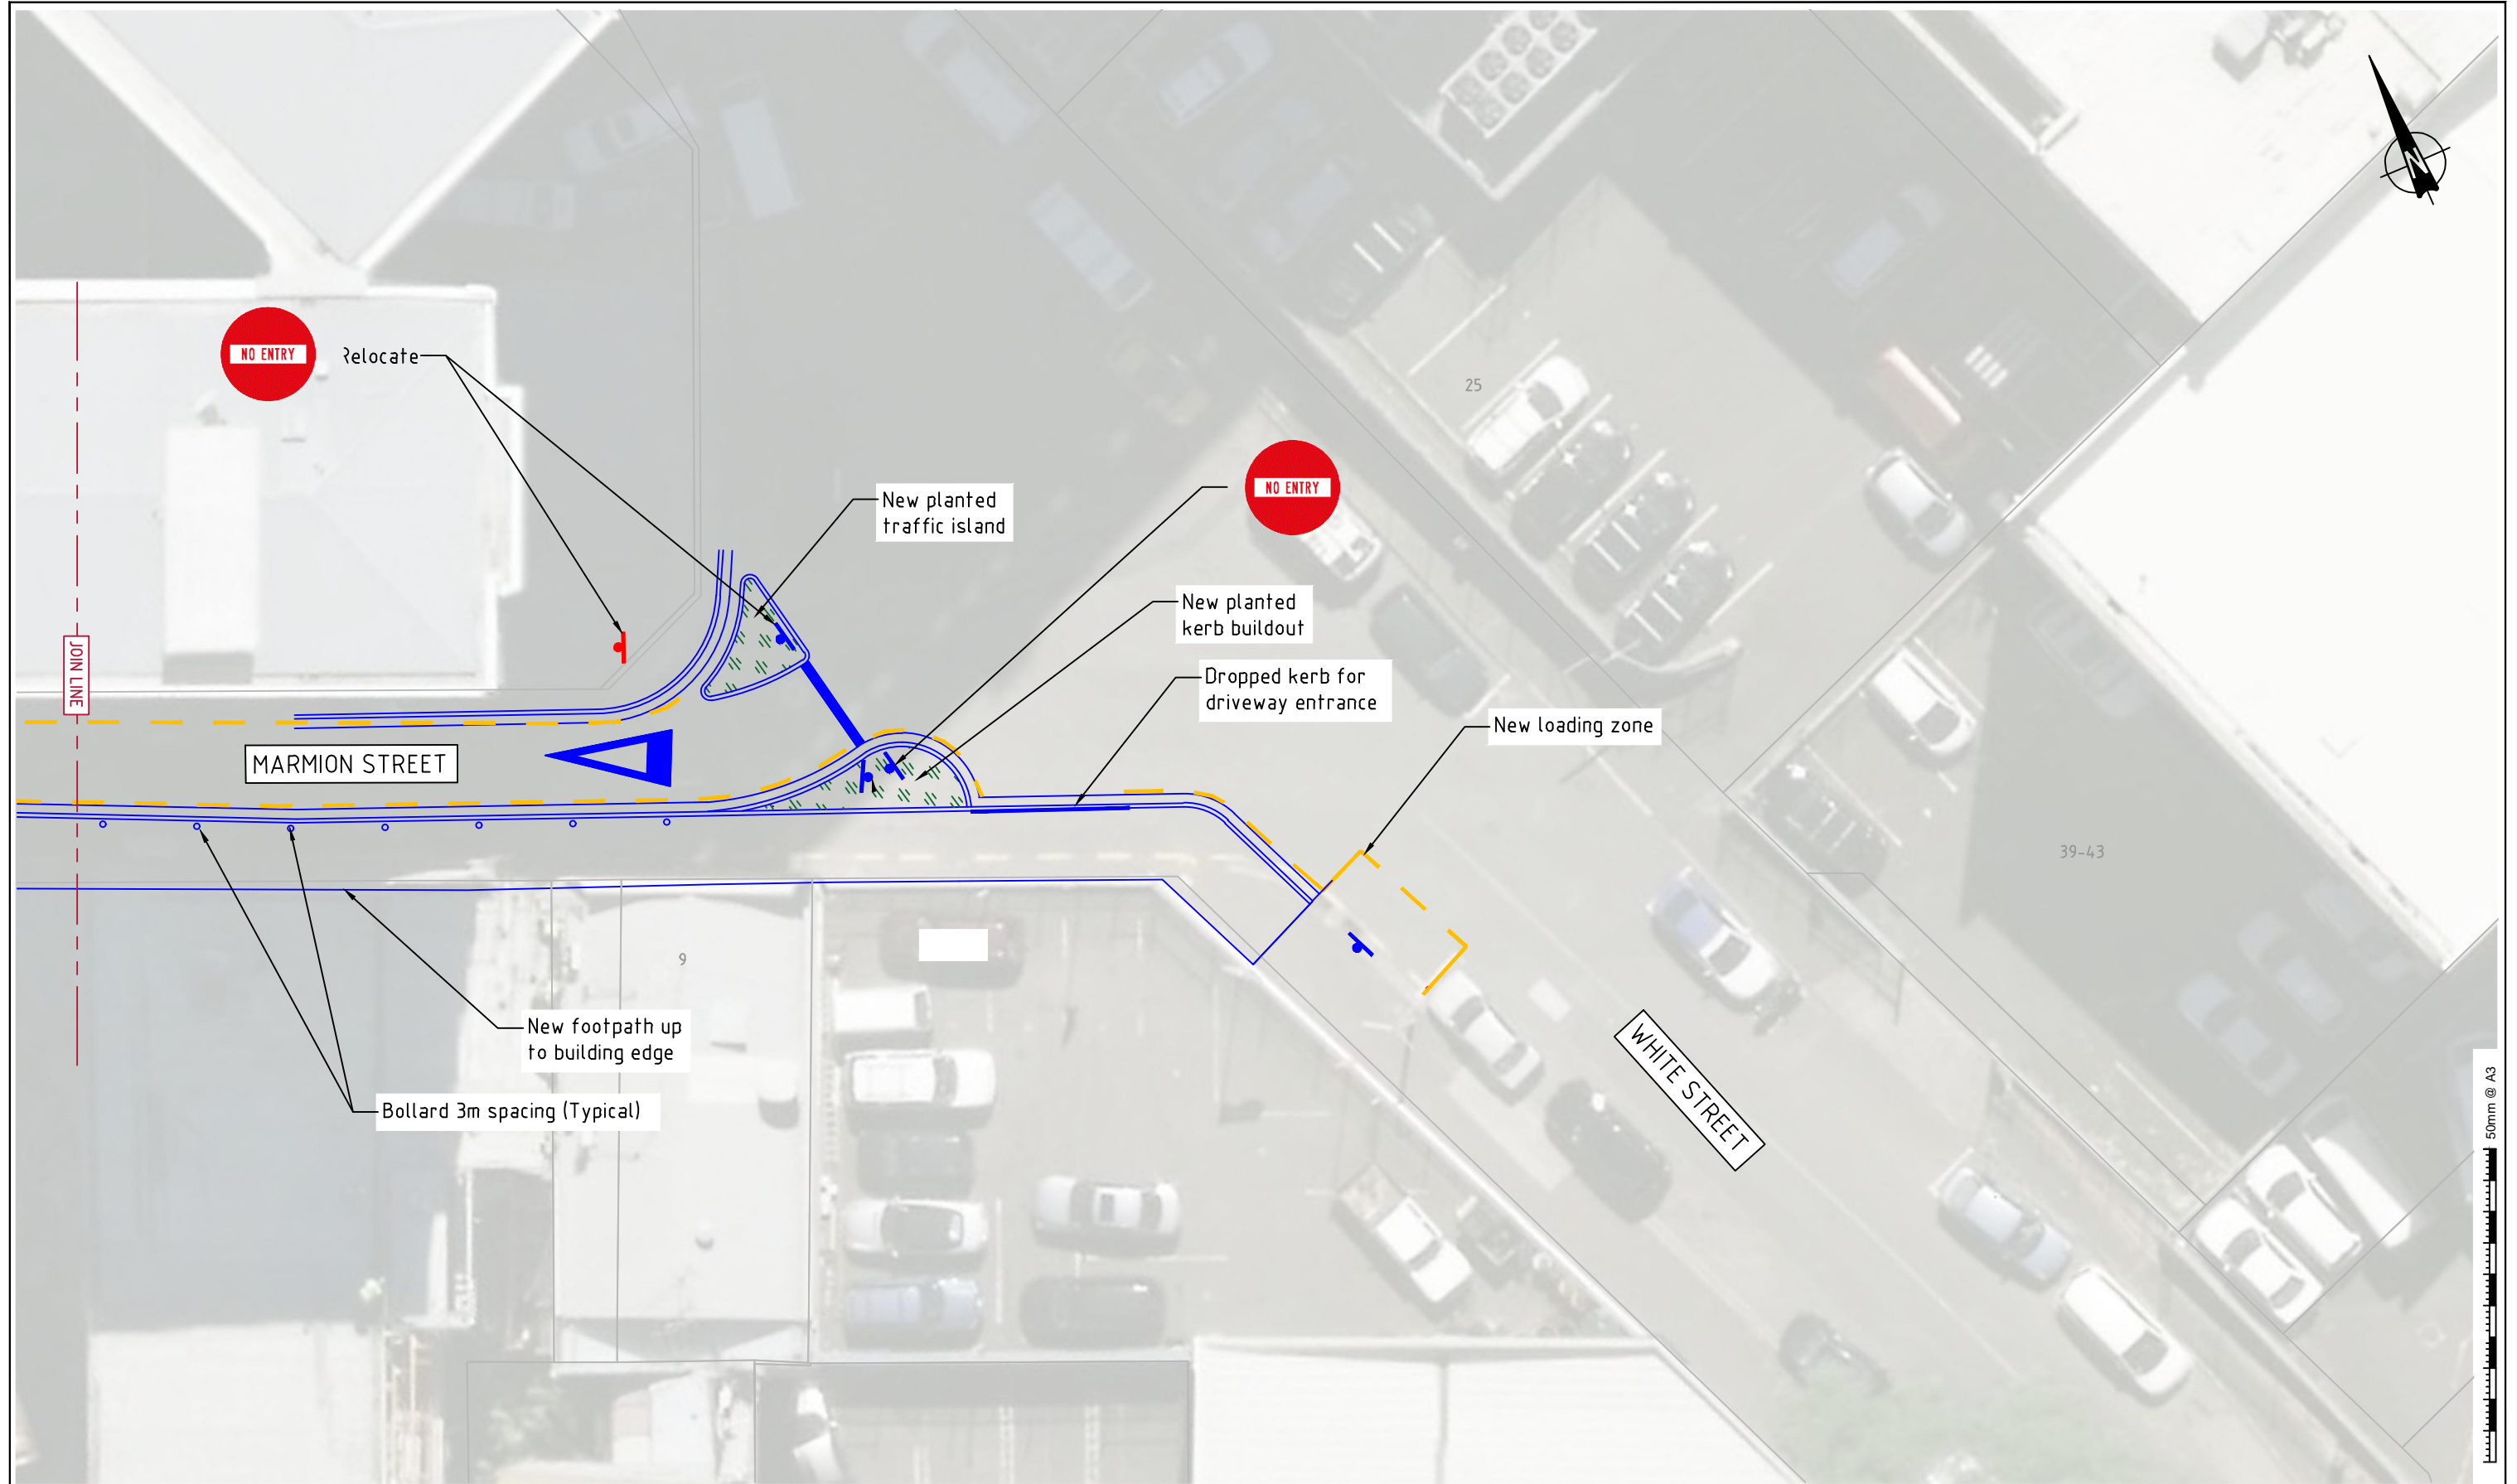 N
NO ENTRY
Relocate
25
NO ENTRY
New planted
traffic island
New planted
kerb buildout
JOIN LINE
Dropped kerb for
driveway entrance
New loading zone
MARMION STREET
39-43
9
New footpath up
to building edge
WHITE STREET
Bollard 3m spacing (Typical)
50mm @ A3